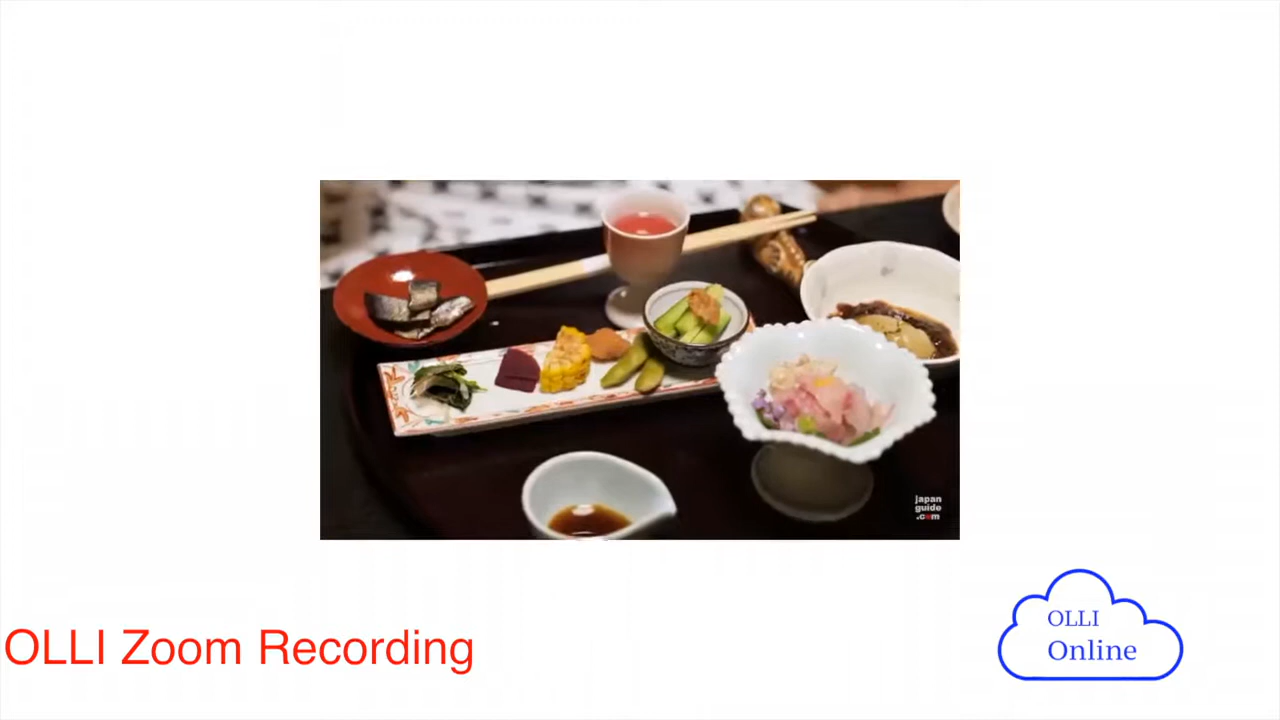 japan
guide
.com
OLLI Zoom Recording
OLLI
Online